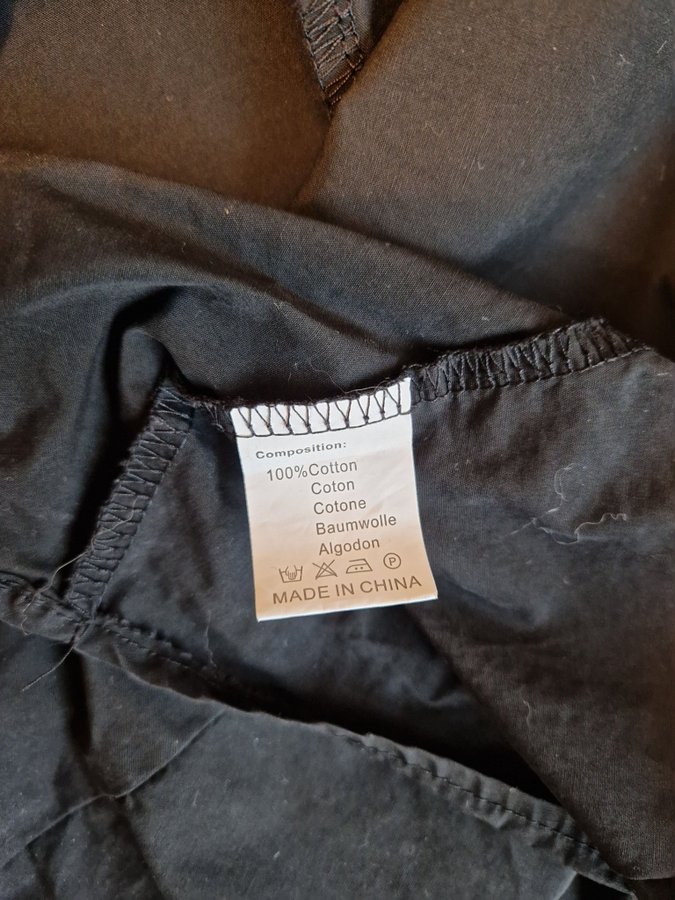 Composition:
100%Cotton
Coton
Cotone
Baumwolle
Algodon
P
MADE IN CHINA